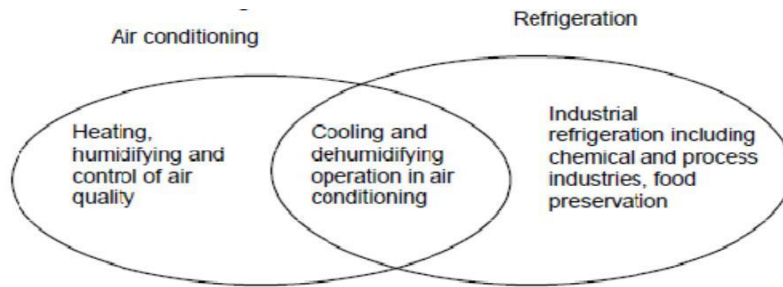 Refrigeration
Air conditioning
Heating,
humidifying and
control of air
quality
Cooling and
dehumidifying
operation in air
conditioning
Industrial
refrigeration including
chemical and process
industries, food
preservation